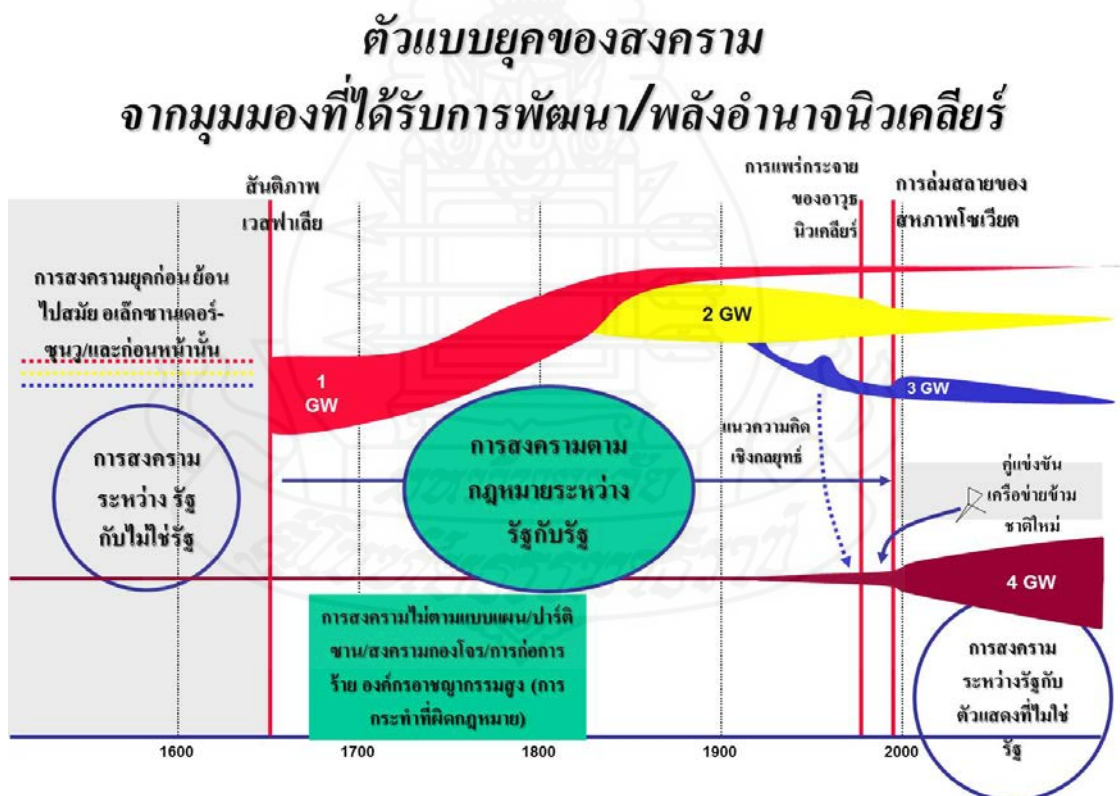 ตัวแบบยุคของสงคราม
จากมุมมองที่ได้รับการพัฒนา/พลังอำนาจนิวเคลียร์
สันติภาพ
เวสฟาเลีย
การแพร่กระจาย
ของอาวุธ
นิวเคลียร์
การล่มสลายของ
สหภาพโซเวียต
การสงครามยุคก่อน ย้อน
ไปสมัย อเล็กซานเดอร์-
ซุนวู/และก่อนหน้านั้น
1
GW
2 GW
3 GW
การสงคราม
ระหว่าง รัฐ
กับไม่ใช่รัฐ
การสงครามตาม
กฎหมายระหว่าง
รัฐกับรัฐ
แนวความคิด
เชิงกลยุทธ์
คู่แข่งขัน
เครือข่ายข้าม
ชาติใหม่
4 GW
การสงครามไม่ตามแบบแผน/ปาร์ติ
ซาน/สงครามกองโจร/การก่อการ
ร้าย องค์กรอาชญากรรมสูง (การ
กระทำที่ผิดกฎหมาย)
การสงคราม
ระหว่างรัฐกับ
ตัวแสดงที่ไม่ใช่
รัฐ
1600
1700
1800
1900
2000